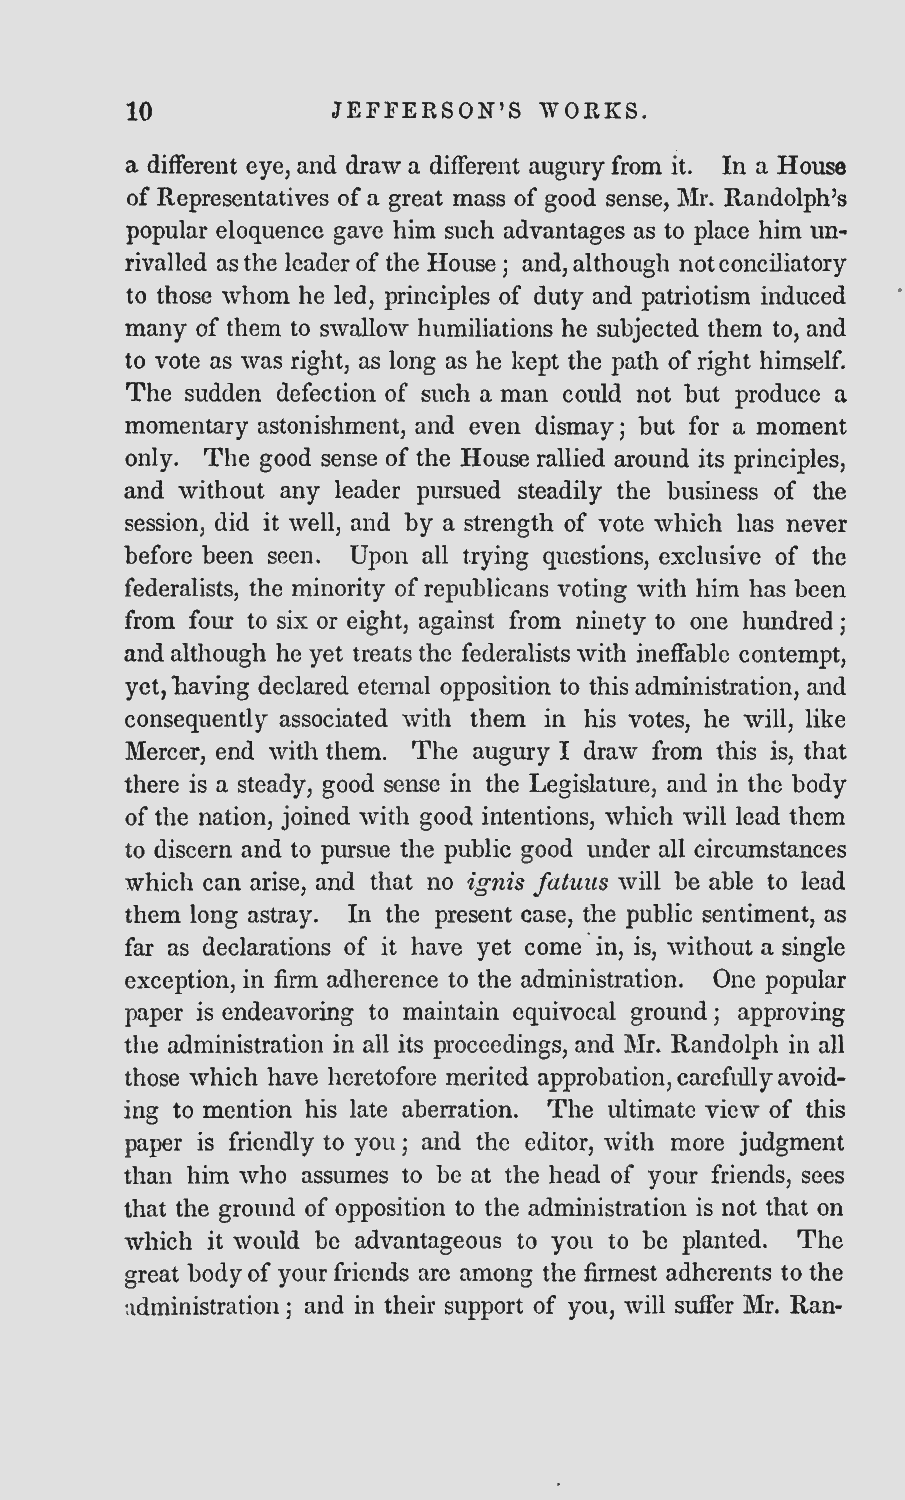 10 JEFFERSON'S WORKS.
a different eye, and draw a different augury from it. In a House
of Representatives of a great mass of good sense, Mr. Randolph's
popular eloquence gave him such advantages as to place him un-
rivalled as the leader of the House ; and, although not conciliatory
to those whom he led, principles of duty and patriotism induced
many of them to swallow humiliations he subjected them to, and
to vote as was right, as long as he kept the path of right himself.
The sudden defection of such a man could not but produce a
momentary astonishment, and even dismay ; but for a moment
only. The good sense of the House rallied around its principles,
and without any leader pursued steadily the business of the
session, did it well, and by a strength of vote which has never
before been seen. Upon all trying questions, exclusive of the
federalists, the minority of republicans voting with him has been
from four to six or eight, against from ninety to one hundred ;
and although he yet treats the federalists with ineffable contempt,
yet, having declared eternal opposition to this administration, and
consequently associated with them in his votes, he will, like
Mercer, end with them. The augury I draw from this is, that
there is a steady, good sense in the Legislature, and in the body
of the nation, joined with good intentions, which will lead them
to discern and to pursue the public good under all circumstances
which can arise, and that no ignis fatuus will be able to lead
them long astray. In the present case, the public sentiment, as
far as declarations of it have yet come in, is, without a single
exception, in firm adherence to the administration. One popular
paper is endeavoring to maintain equivocal ground ; approving
the administration in all its proceedings, and Mr. Randolph in all
those which have heretofore merited approbation, carefully avoid-
ing to mention his late aberration. The ultimate view of this
paper is friendly to you ; and the editor, with more judgment
than him who assumes to be at the head of your friends, sees
that the ground of opposition to the administration is not that on
which it would be advantageous to you to be planted. The
great body of your friends are among the firmest adherents to the
administration ; and in their support of you, will suffer Mr. Ran-